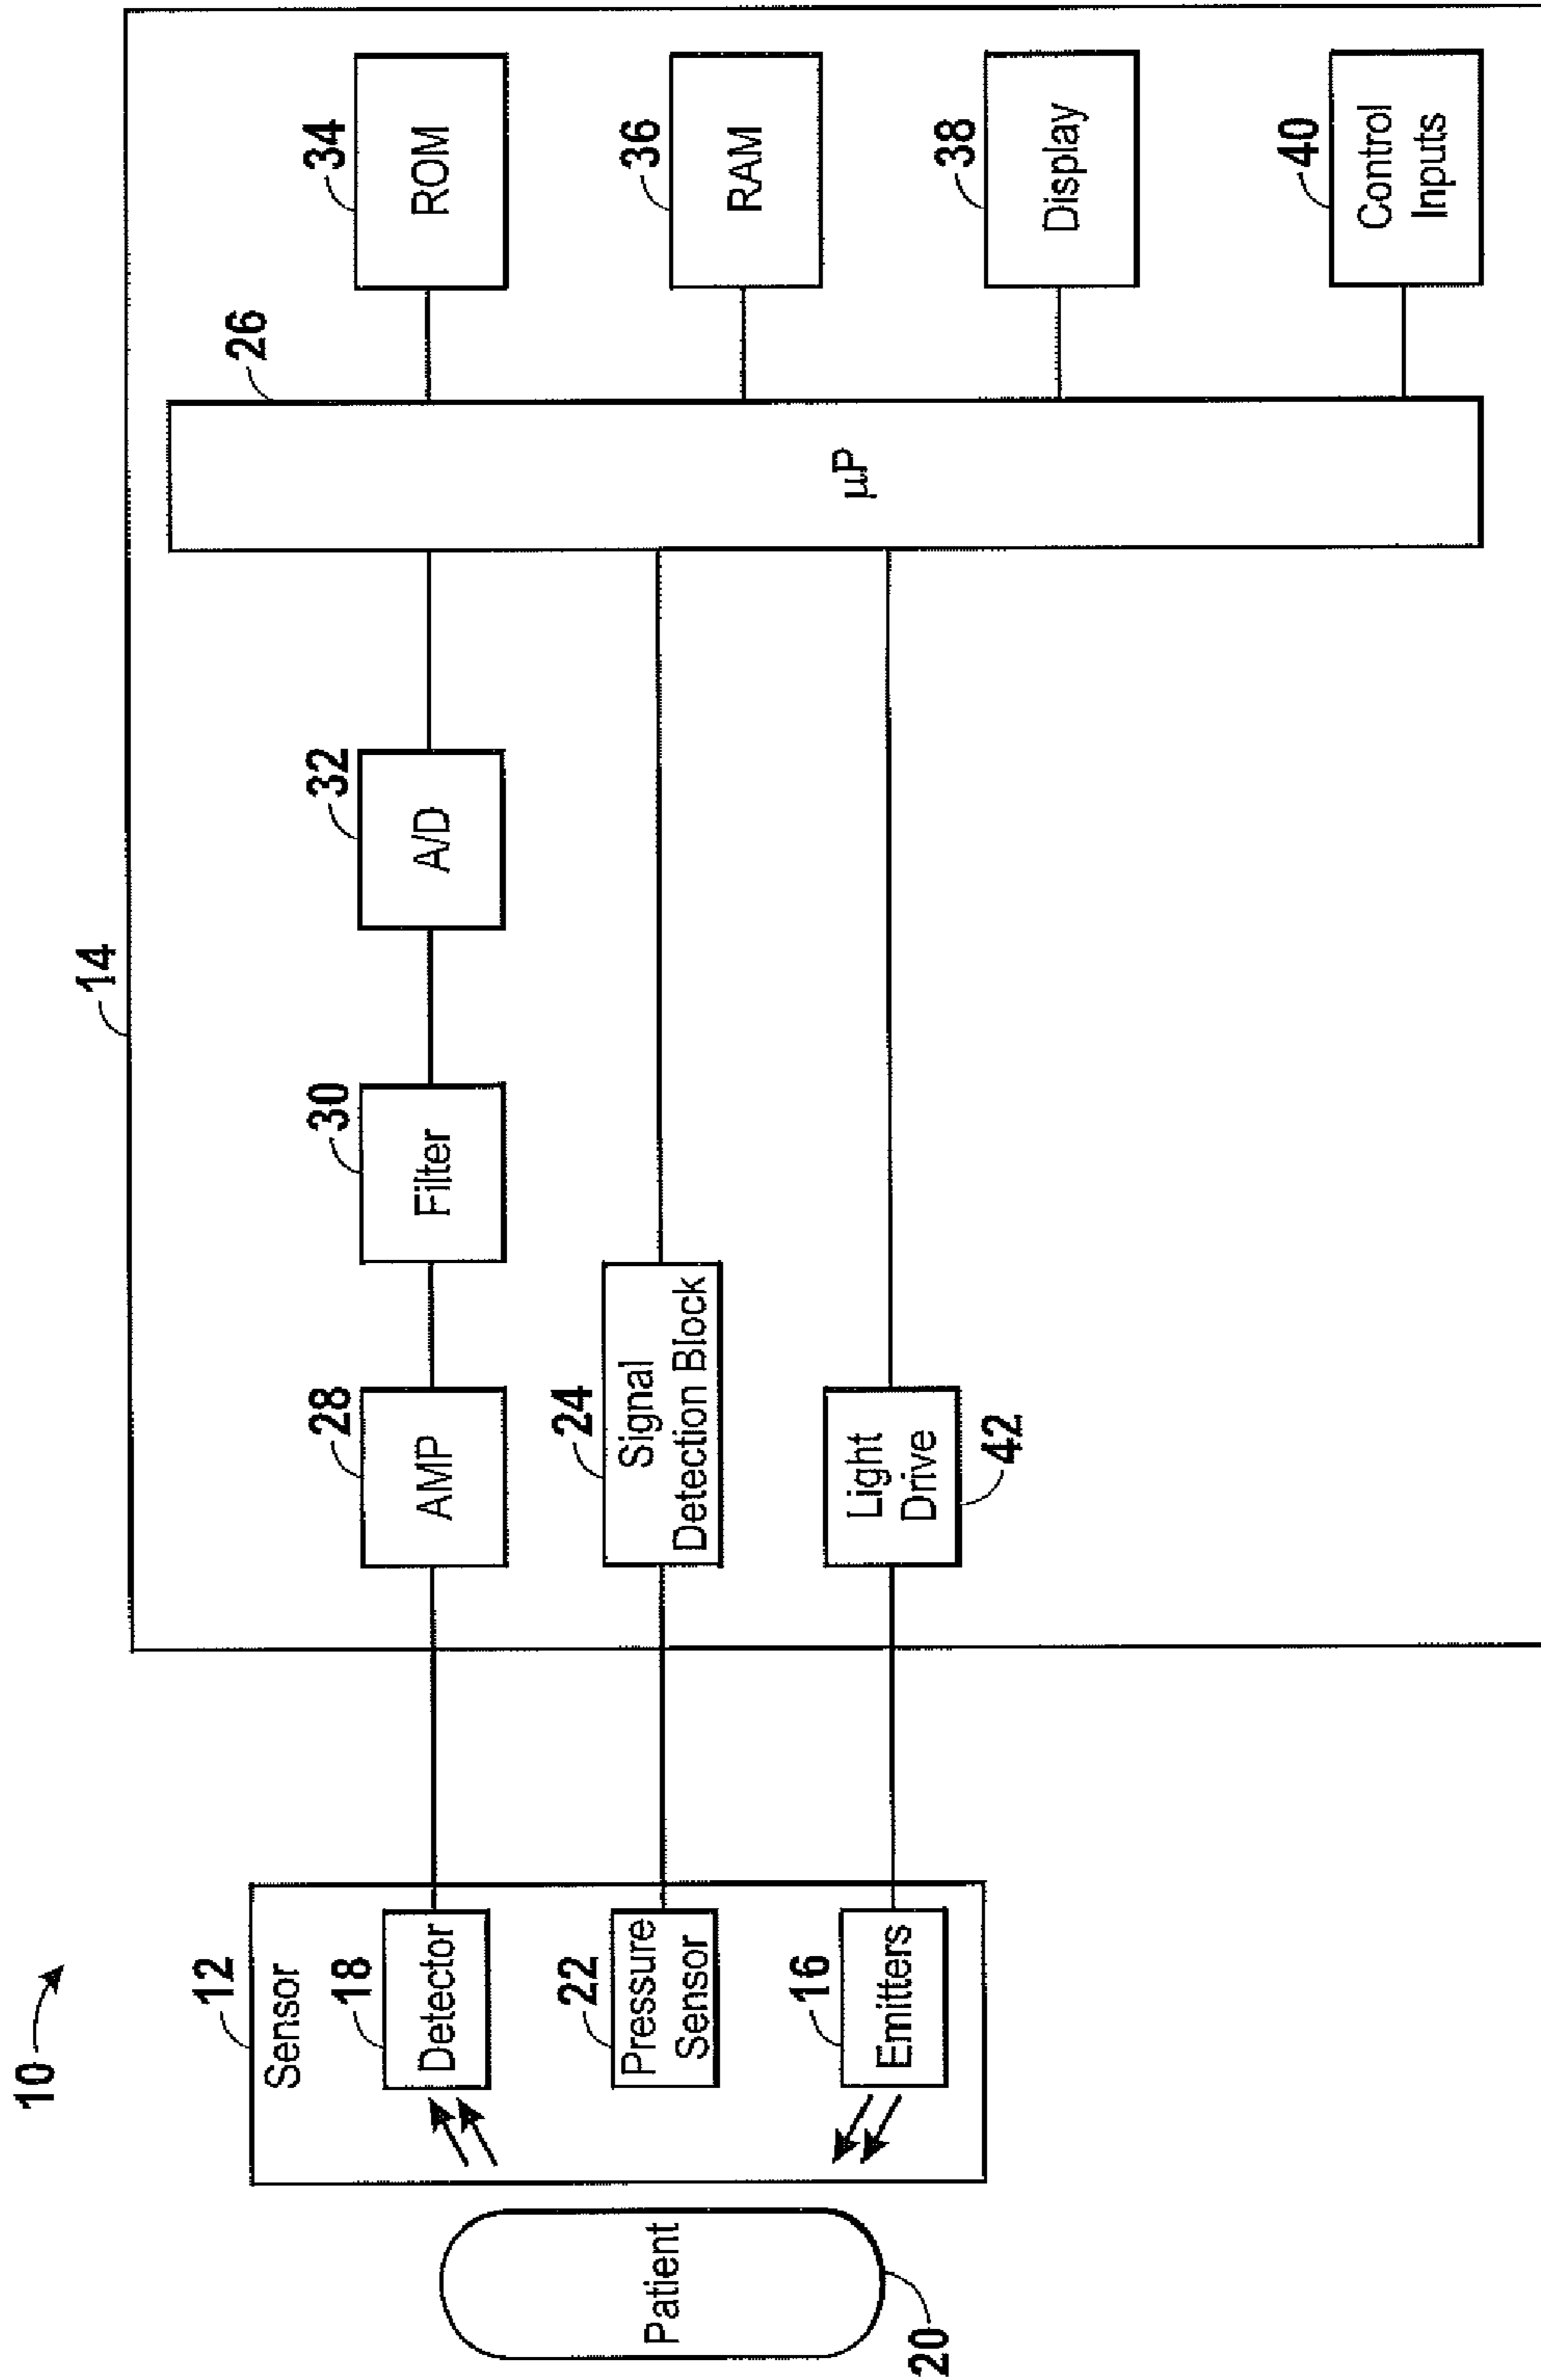 10
14
12
Sensor
18
Detector
22
Pressure
Sensor
16
Emitters
Patient
20
28
AMP
30
Filter
32
A/D
24
Signal
Detection Block
Light
Drive
42
26
µP
34
ROM
36
RAM
38
Display
40
Control
Inputs